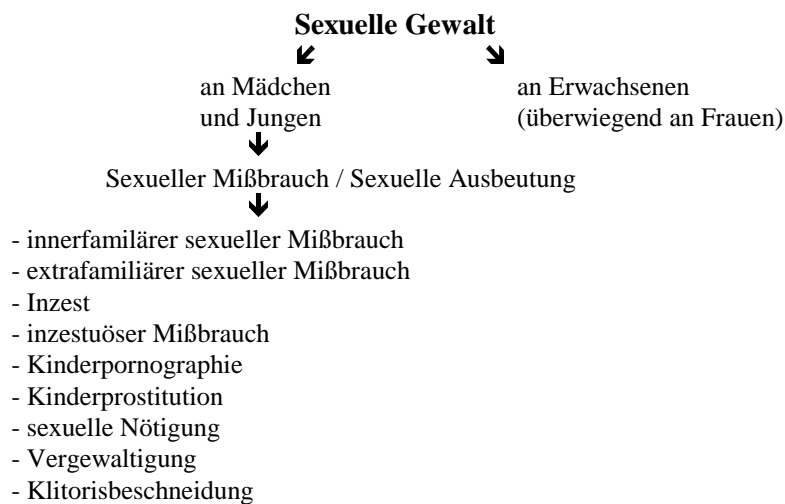 Sexuelle Gewalt
an Mädchen an Erwachsenen
und Jungen (überwiegend an Frauen)
Sexueller Mißbrauch / Sexuelle Ausbeutung
- innerfamilärer sexueller Mißbrauch
- extrafamiliärer sexueller Mißbrauch
- Inzest
- inzestuöser Mißbrauch
- Kinderpornographie
- Kinderprostitution
- sexuelle Nötigung
- Vergewaltigung
- Klitorisbeschneidung